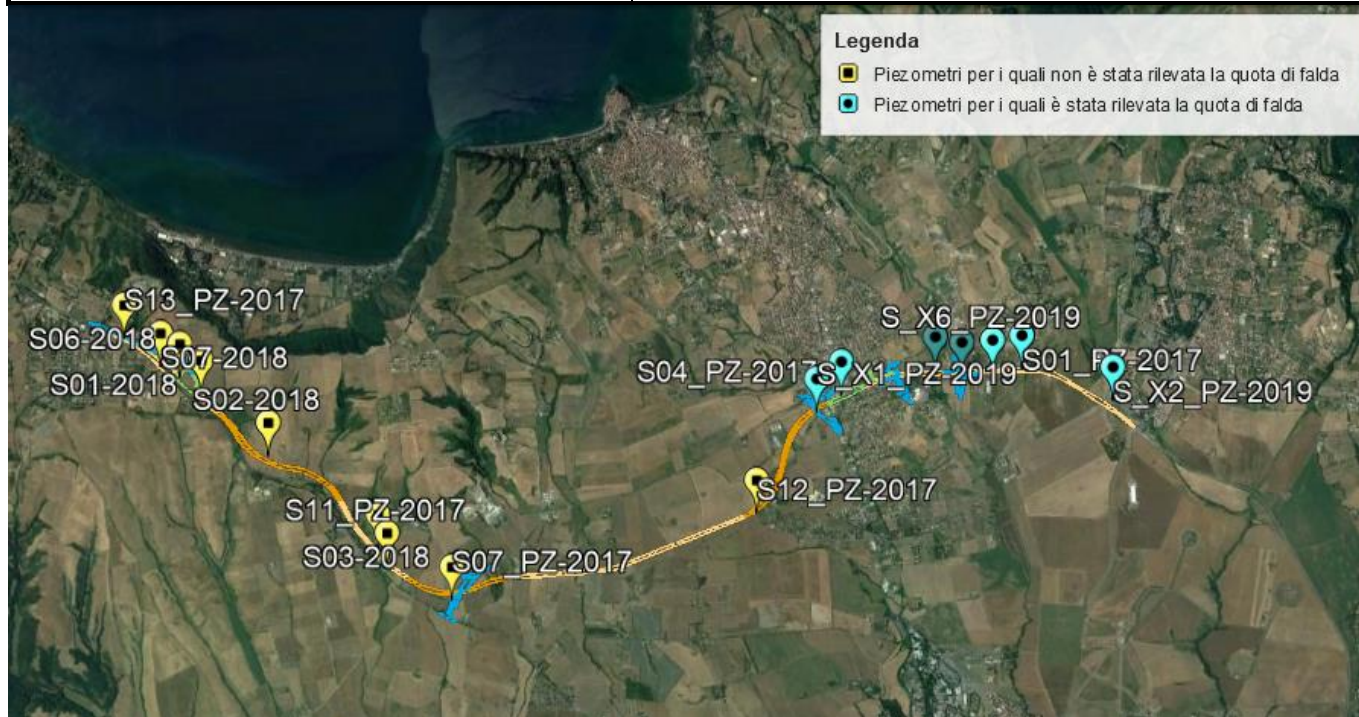 Legenda
Piezometri per i quali non è stata rilevata la quota di falda
Piezometri per i quali è stata rilevata la quota di falda
S13_PZ-2017
S06-2018
S07-2018
S01-2018
S02-2018
S11_PZ-2017
S03-2018
S07_PZ-2017
S12_PZ-2017
S04_PZ-2017
S_X1_PZ-2019
S_X6_PZ-2019
S01_PZ-2017
S_X2_PZ-2019